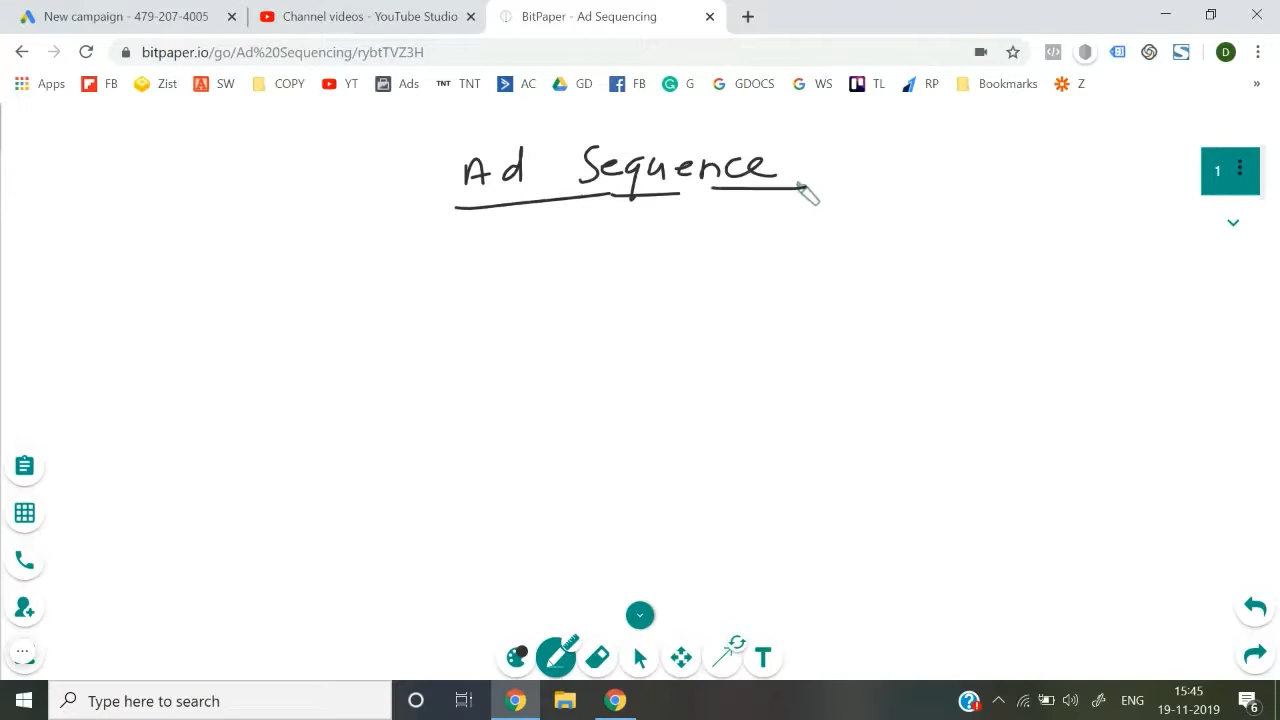 New campaign - 479-207-4005
Channel videos - YouTube Studio
BitPaper - Ad Sequencing
bitpaper.io/go/Ad%20Sequencing/rybtTVZ3H
D
Apps FB Zist SW COPY YT Ads TNT TNT AC GD FB G GDOCS WS TL RP Bookmarks Z »
Ad Sequence
1
T
Type here to search
ENG
15:45
19-11-2019
6